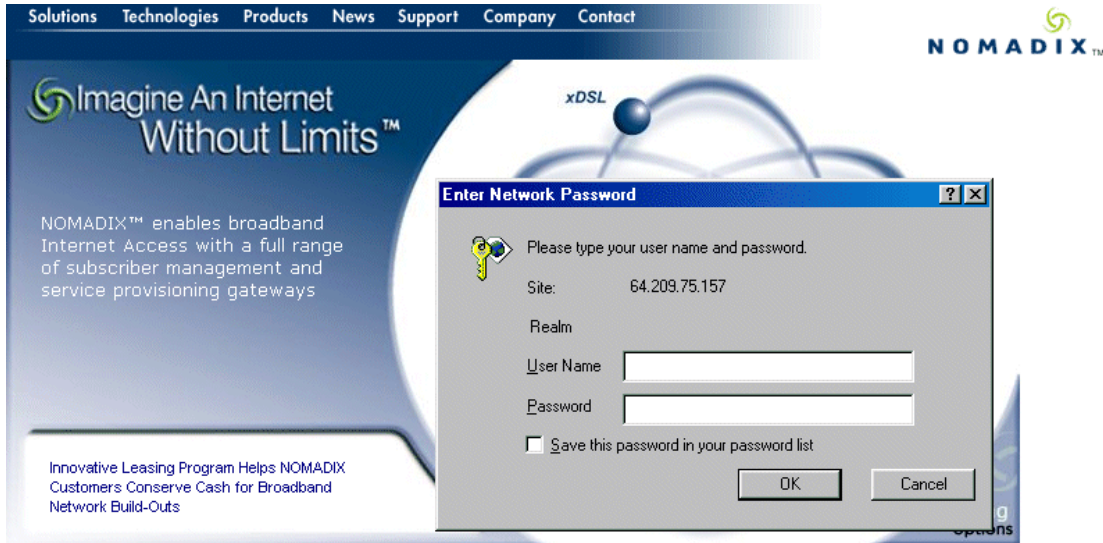 Solutions Technologies Products News Support Company Contact
NOMADIX TM
Imagine An Internet
Without Limits™
xDSL
NOMADIX™ enables broadband
Internet Access with a full range
of subscriber management and
service provisioning gateways
Innovative Leasing Program Helps NOMADIX
Customers Conserve Cash for Broadband
Network Build-Outs
Enter Network Password
? X
Please type your user name and password.
Site: 64.209.75.157
Realm
User Name
Password
Save this password in your password list
OK Cancel